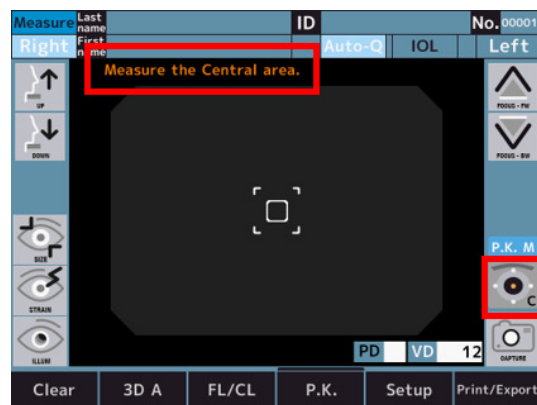 Measure Last name ID No. 00001
Right First name Auto-Q IOL Left
Measure the Central area.
UP
FOCUS - FW
DOWN
FOCUS - BW
SIZE
P.K. M
STRAIN
C
ILLUM
PD VD 12
CAPTURE
Clear 3D A FL/CL P.K. Setup Print/Export